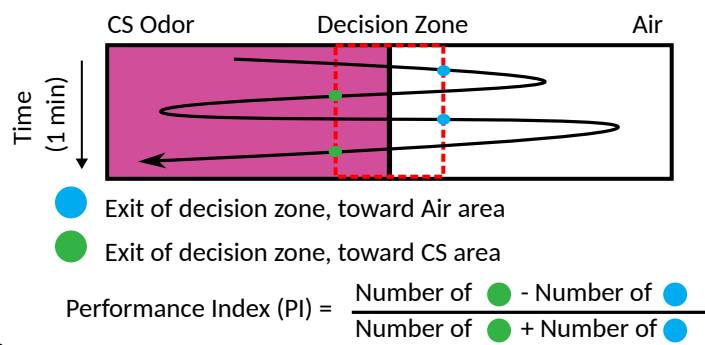 CS Odor Decision Zone Air
Time
(1 min)
Exit of decision zone, toward Air area
Exit of decision zone, toward CS area
Number of - Number of
Performance Index (PI) =
Number of + Number of